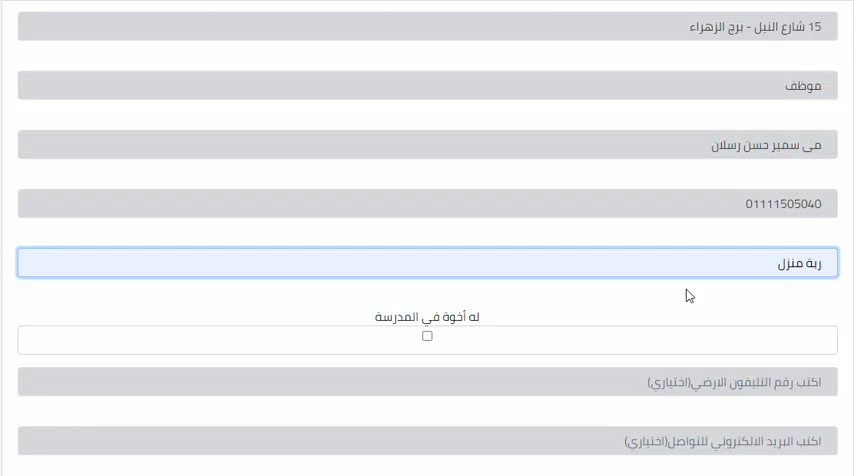 15 شارع النيل - برج الزهراء
موظف
مى سمير حسن رسلان
01111505040
ربة منزل
له أخوة في المدرسة
اكتب رقم التليفون الارضي(اختياري)
اكتب البريد الالكتروني للتواصل(اختياري)